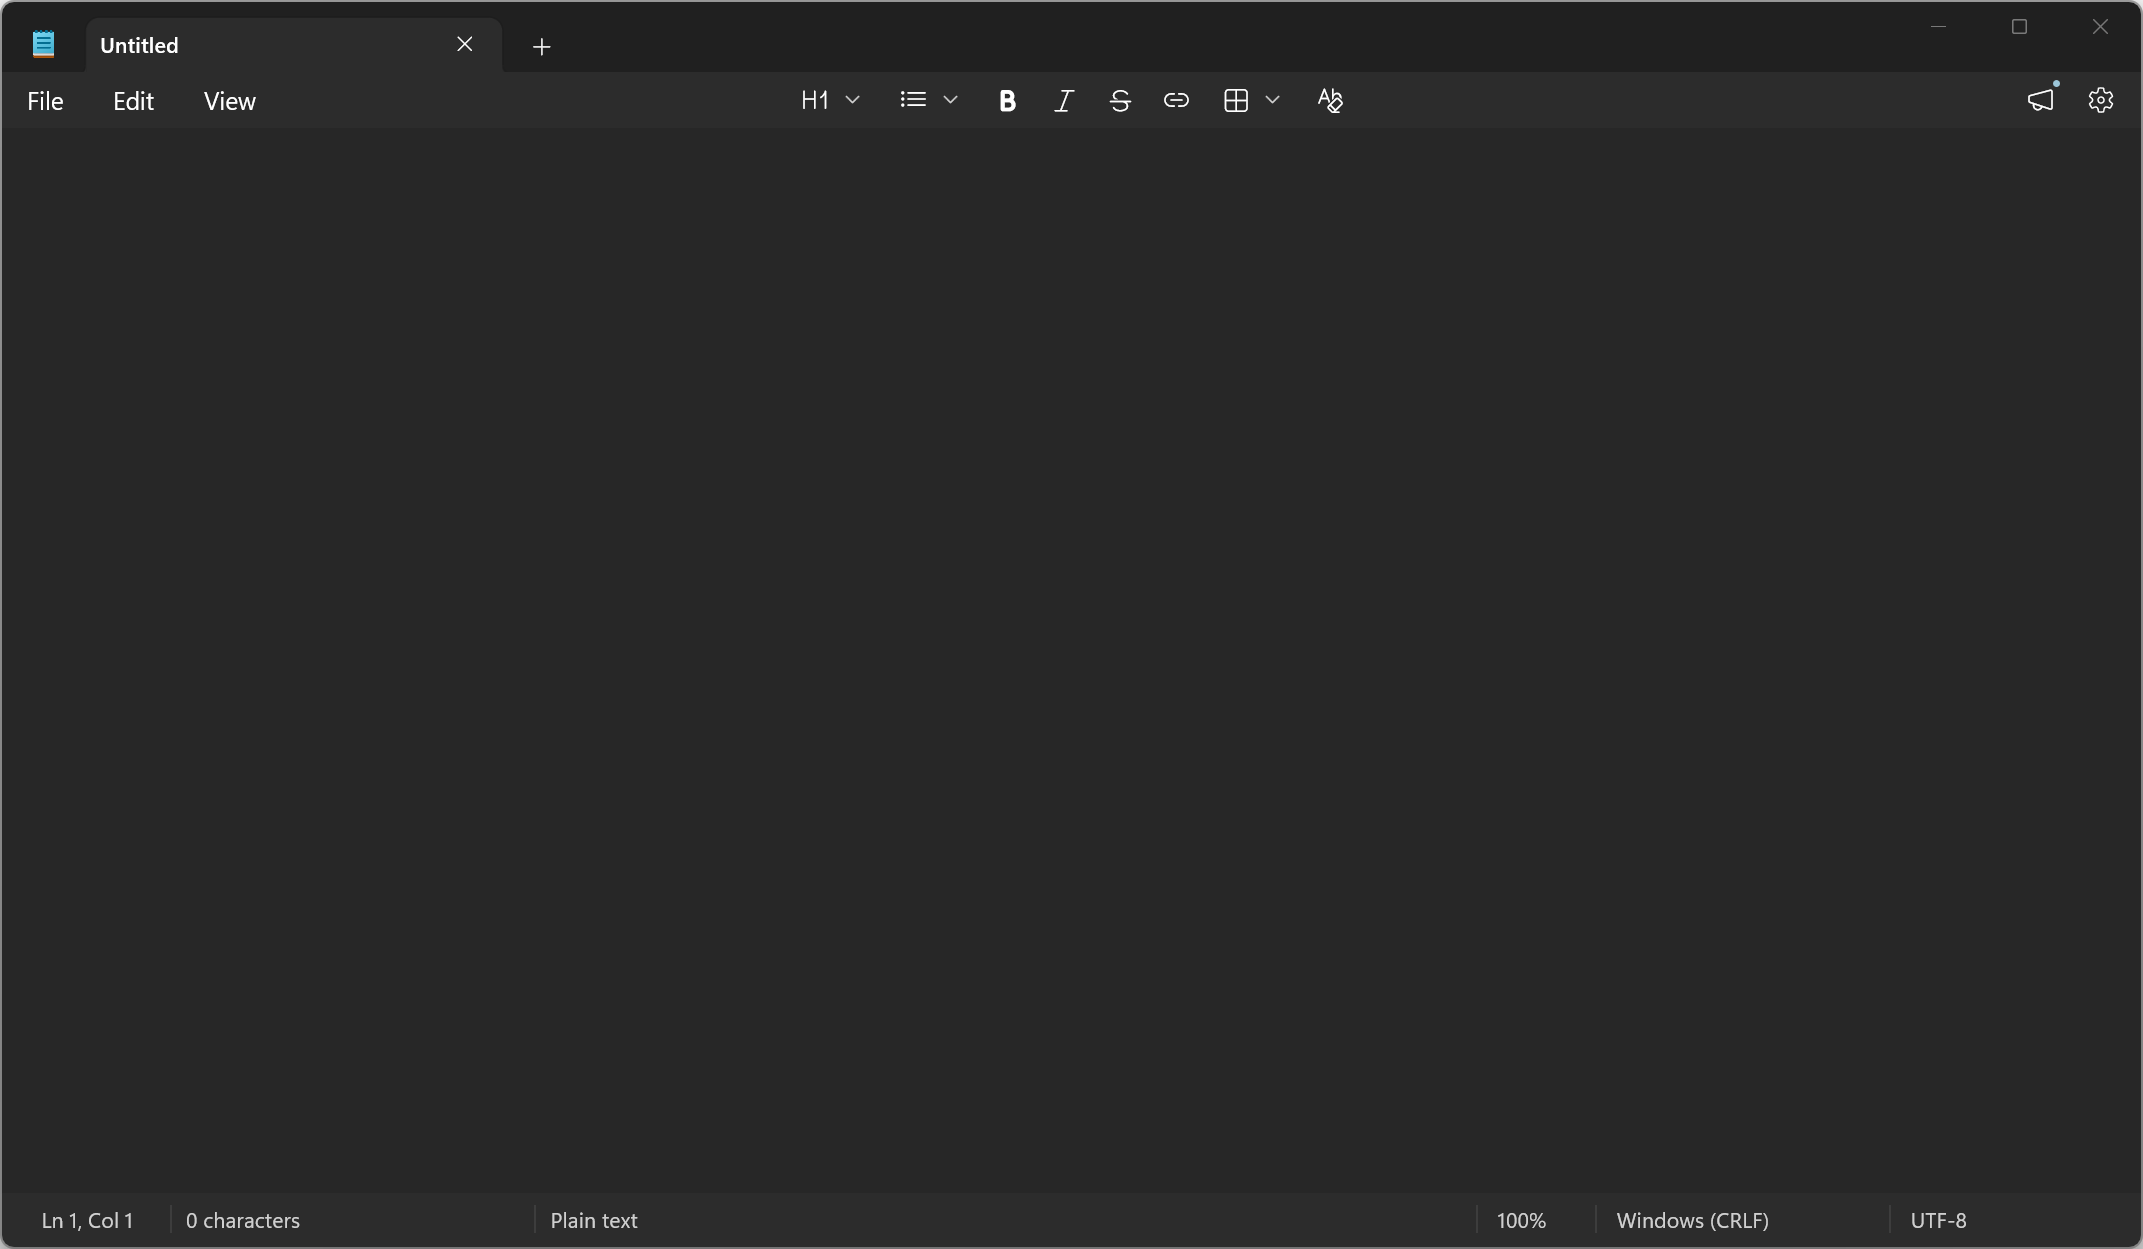 Untitled
File Edit View H1 B I S
Ln 1, Col 1 0 characters Plain text 100% Windows (CRLF) UTF-8